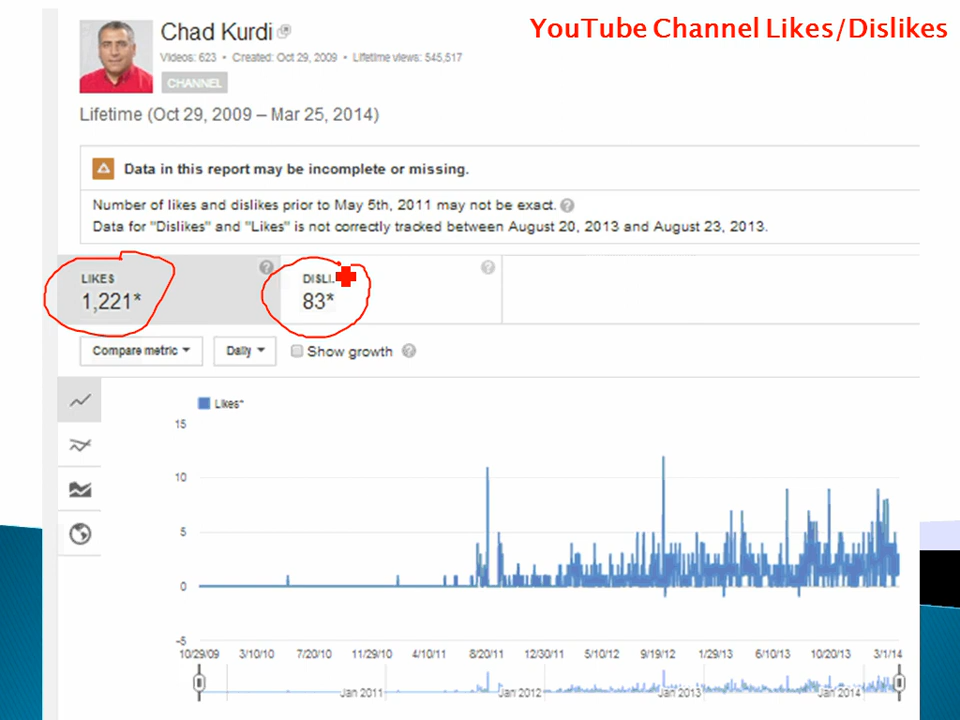 YouTube Channel Likes/Dislikes
Chad Kurdi
Videos: 623 • Created: Oct 29, 2009 • Lifetime views: 545,517
CHANNEL
Lifetime (Oct 29, 2009 – Mar 25, 2014)
Data in this report may be incomplete or missing.
Number of likes and dislikes prior to May 5th, 2011 may not be exact. ?
Data for "Dislikes" and "Likes" is not correctly tracked between August 20, 2013 and August 23, 2013.
LIKES ? DISLI ?
1,221* 83*
Compare metric Daily Show growth ?
Likes*
15
10
5
0
-5
10/29/09 3/10/10 7/20/10 11/29/10 4/10/11 8/20/11 12/30/11 5/10/12 9/19/12 1/29/13 6/10/13 10/20/13 3/1/14
Jan 2011 Jan 2012 Jan 2013 Jan 2014